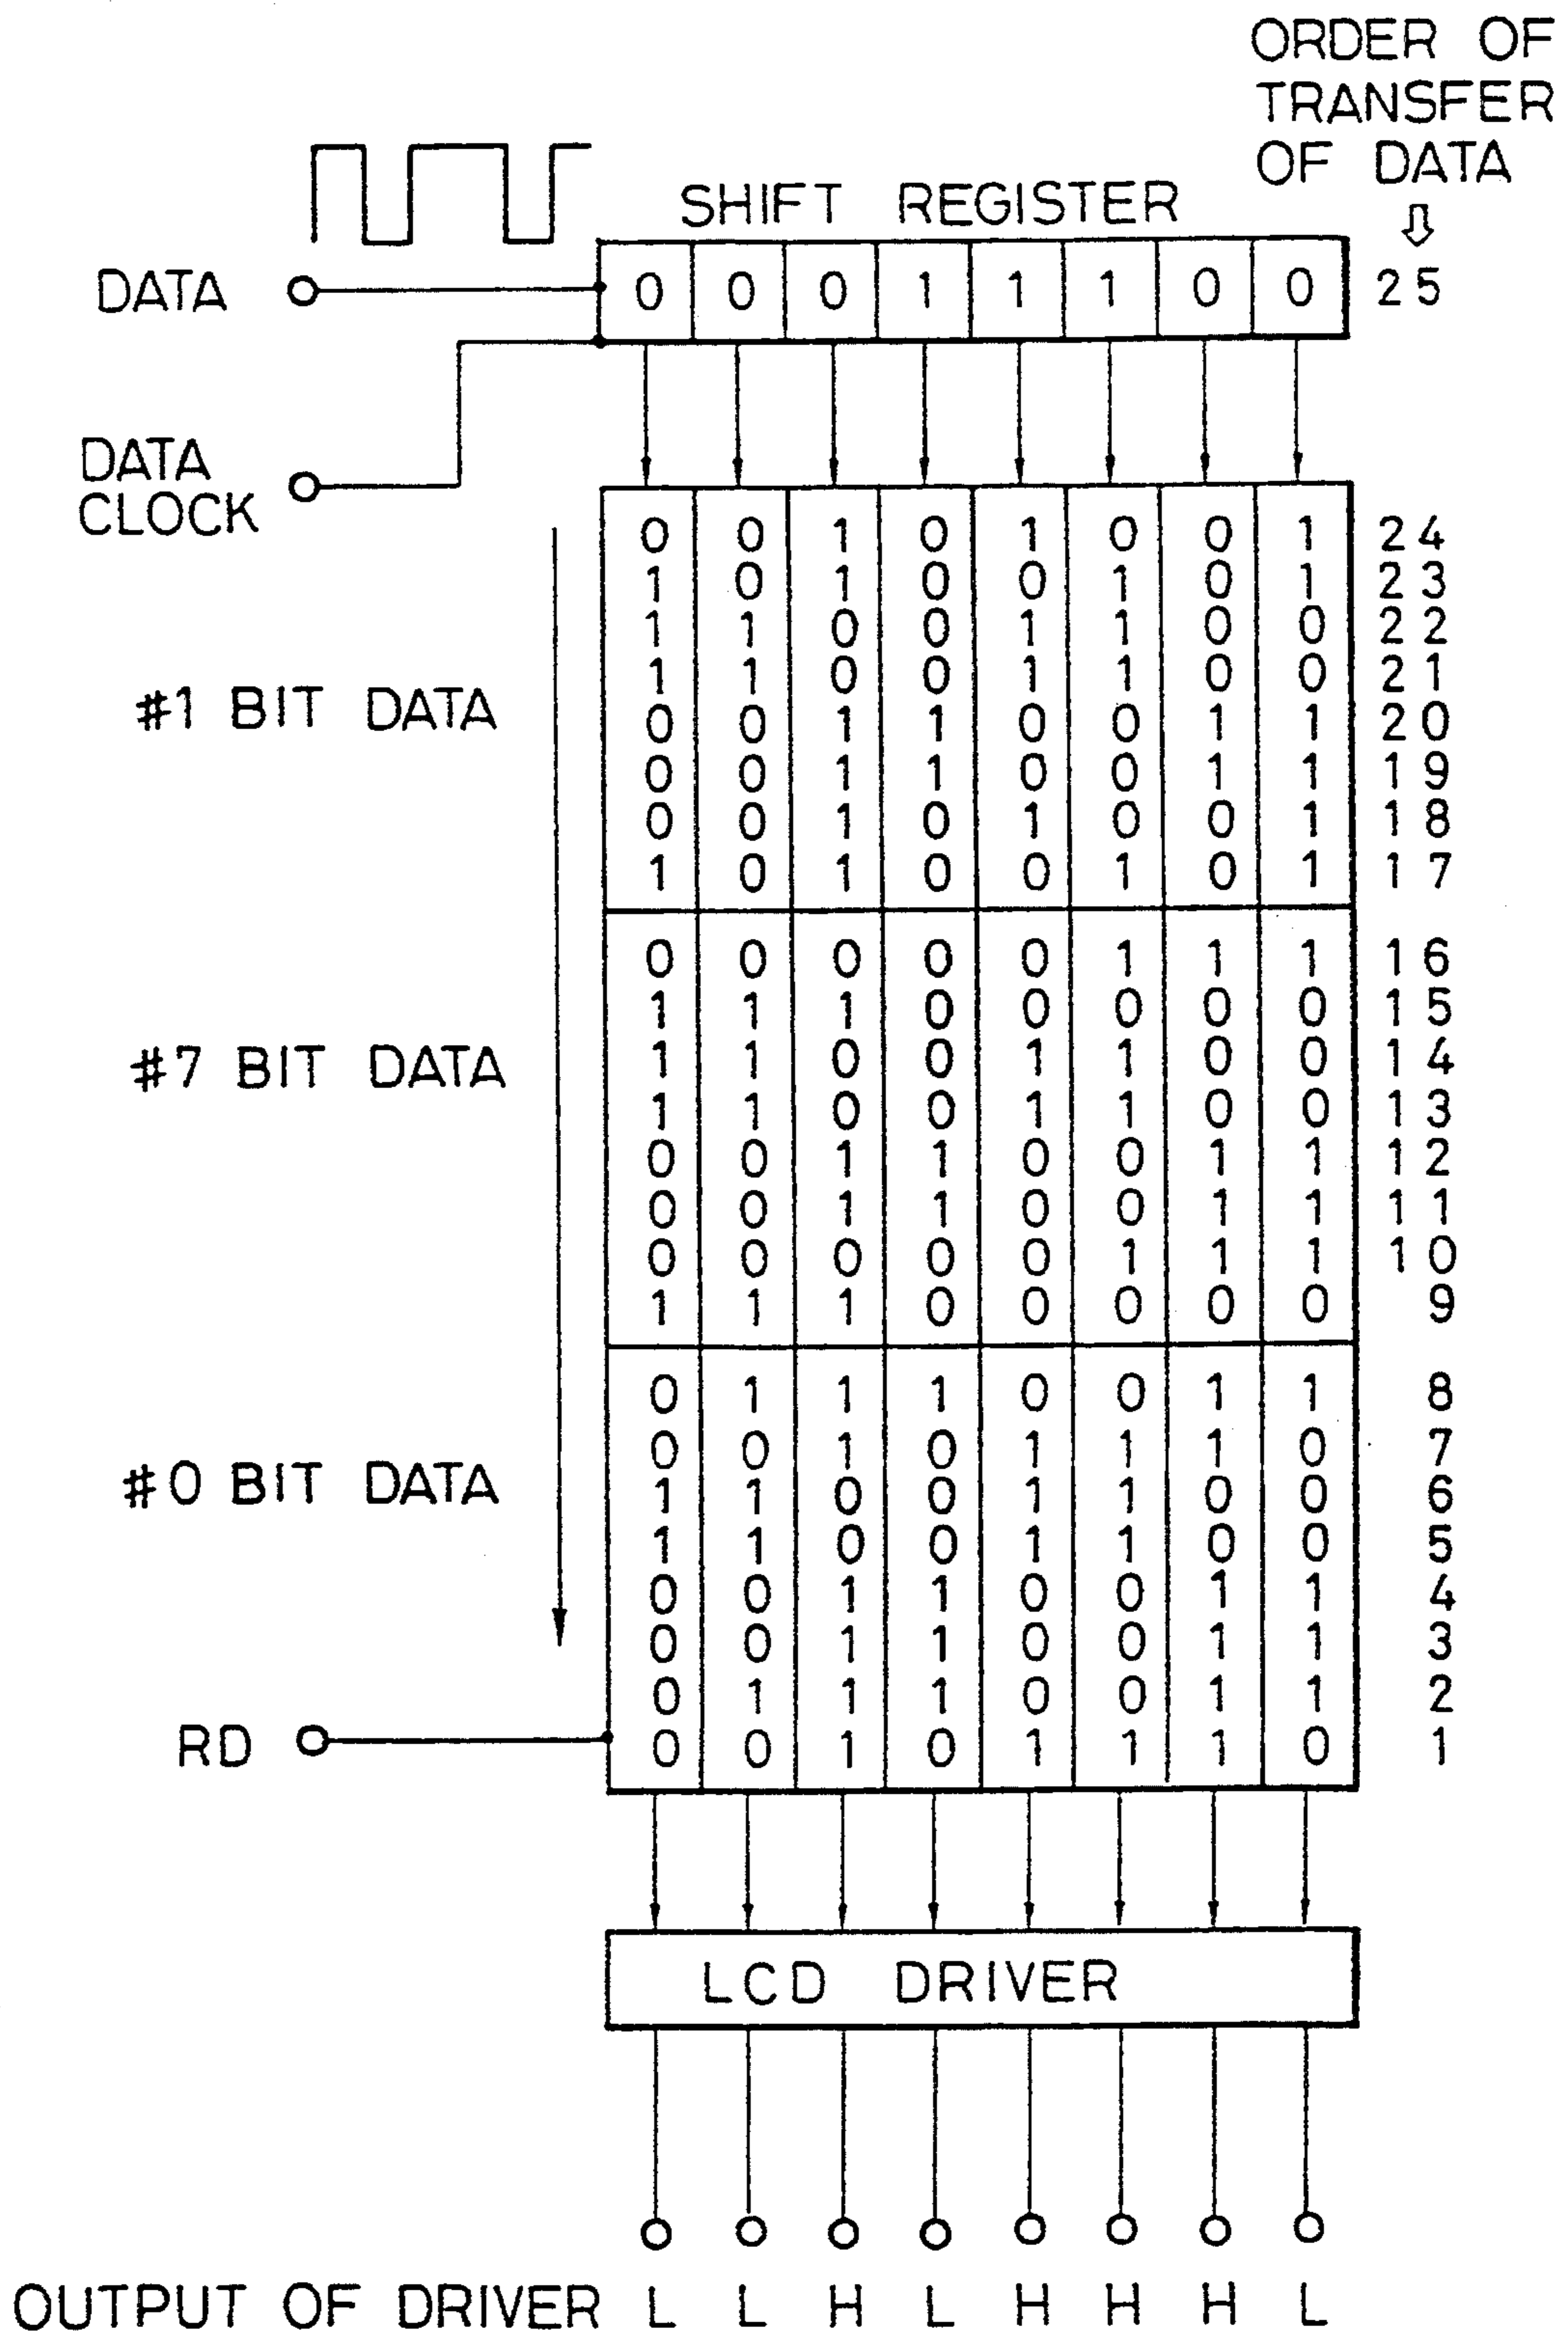 ORDER OF
TRANSFER
OF DATA
SHIFT REGISTER
DATA 0 0 0 1 1 1 0 0 25
DATA
CLOCK
0 0 1 0 1 0 0 1 24
1 0 1 0 0 1 0 1 23
1 1 0 0 1 1 0 0 22
1 1 0 0 1 1 0 0 21
#1 BIT DATA
0 0 1 1 0 0 1 1 20
0 0 1 1 0 0 1 1 19
0 0 1 0 1 0 0 1 18
1 0 1 0 0 1 0 1 17
0 0 0 0 0 1 1 1 16
1 1 1 0 0 0 0 0 15
1 1 0 0 1 1 0 0 14
#7 BIT DATA
1 1 0 0 1 1 0 0 13
0 0 1 1 0 0 1 1 12
0 0 1 1 0 0 1 1 11
0 0 0 0 0 1 1 1 10
1 1 1 0 0 0 0 0 9
0 1 1 1 0 0 1 1 8
0 0 1 0 1 1 1 0 7
#0 BIT DATA
1 1 0 0 1 1 0 0 6
1 1 0 0 1 1 0 0 5
0 0 1 1 0 0 1 1 4
0 0 1 1 0 0 1 1 3
0 1 1 1 0 0 1 1 2
RD 0 0 1 0 1 1 1 0 1
LCD DRIVER
OUTPUT OF DRIVER L L H L H H H L